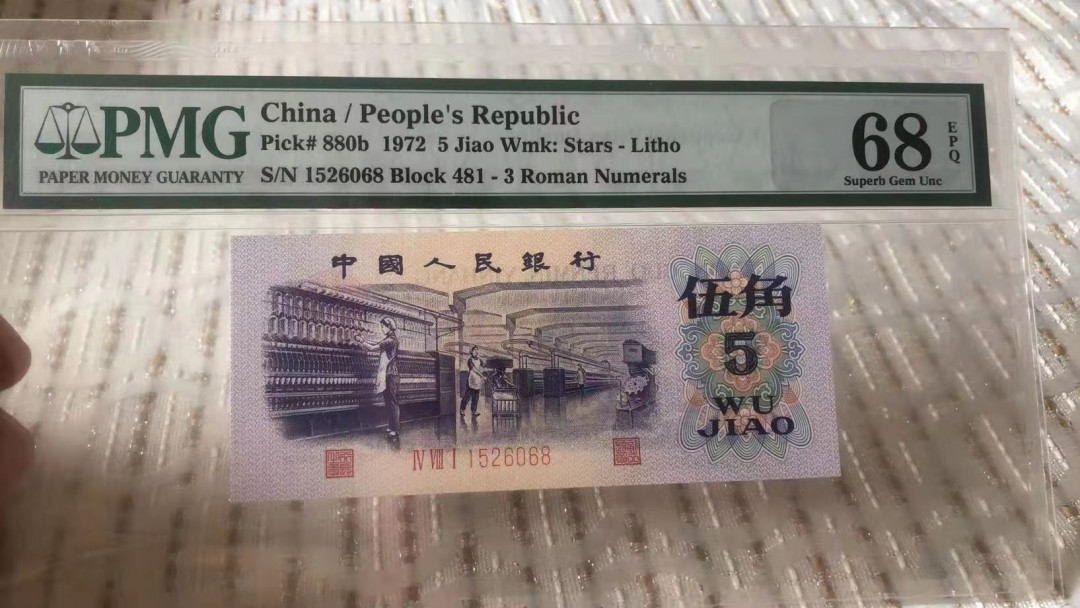 PMG
PAPER MONEY GUARANTY
China / People's Republic
Pick# 880b 1972 5 Jiao Wmk: Stars - Litho
S/N 1526068 Block 481 - 3 Roman Numerals
68
EPQ
Superb Gem Unc
中國人民銀行
伍角
5
WU
JIAO
IV VIII I 1526068